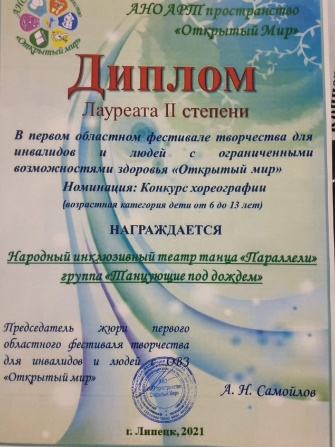 АНО АРТ пространство
«Открытый Мир»
Диплом
Лауреата II степени
В первом областном фестивале творчества для
инвалидов и людей с ограниченными
возможностями здоровья «Открытый мир»
Номинация: Конкурс хореографии
(возрастная категория дети от 6 до 13 лет)
НАГРАЖДАЕТСЯ
Народный инклюзивный театр танца «Параллели»
группа «Танцующие под дождем»
Председатель жюри первого
областного фестиваля творчества
для инвалидов и людей с ОВЗ
«Открытый мир»
А. Н. Самойлов
г. Липецк, 2021